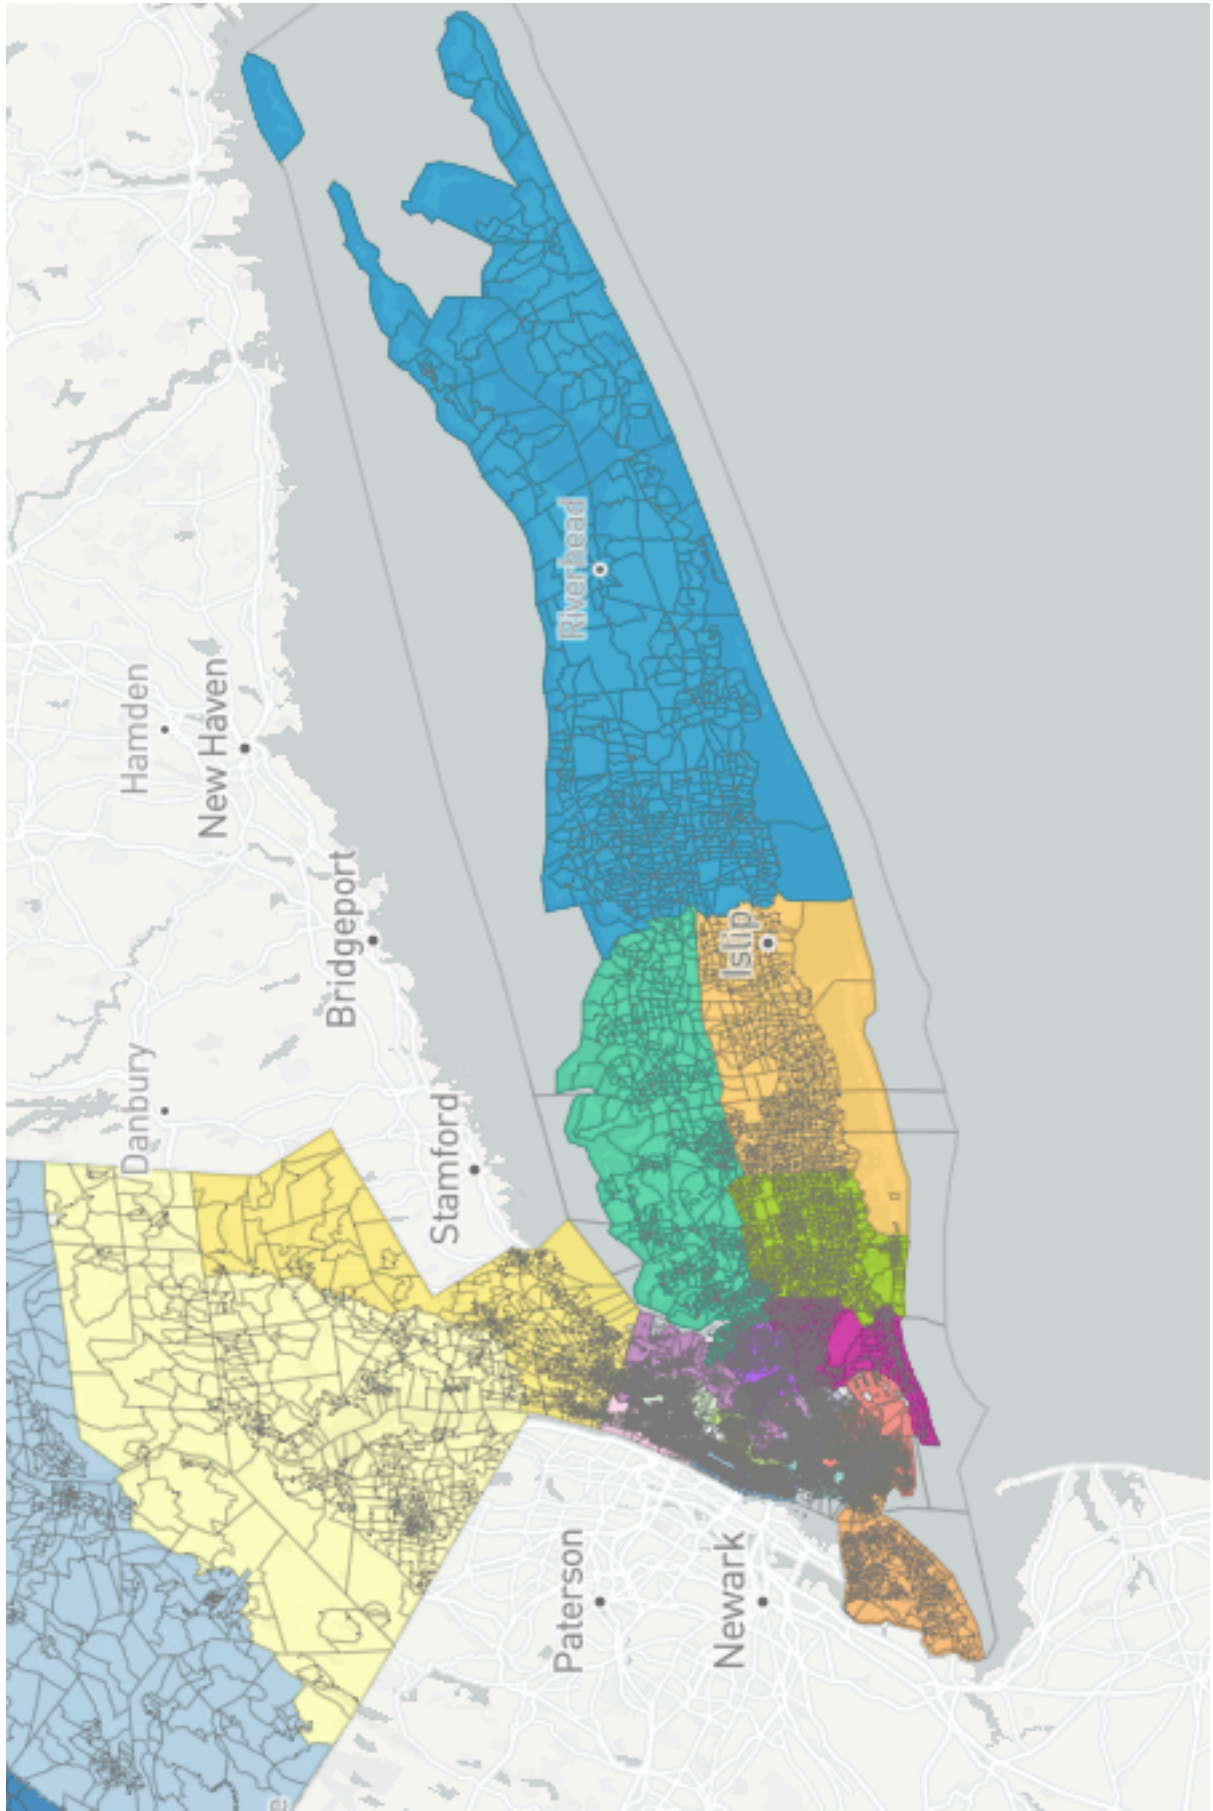 Hamden
New Haven
Bridgeport
Danbury
Stamford
Riverhead
Islip
Paterson
Newark
e